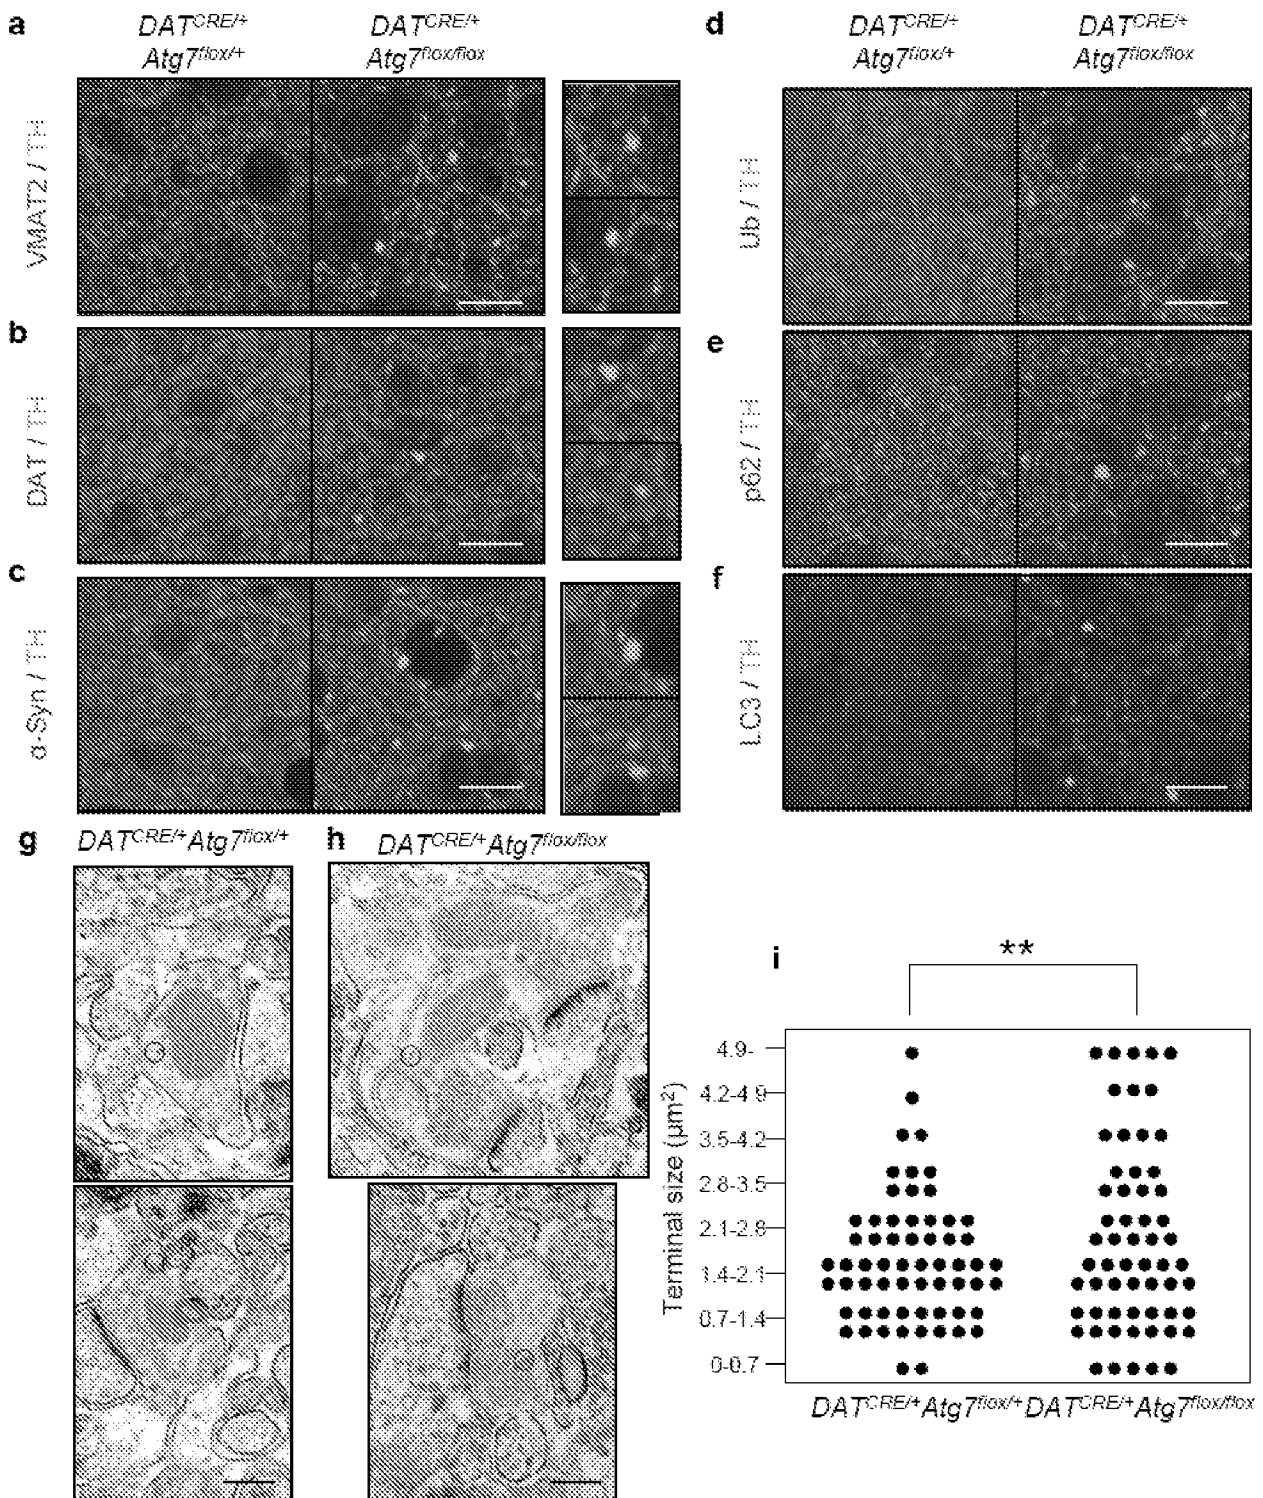 a
DAT^CRE/+
Atg7^flox/+
DAT^CRE/+
Atg7^flox/flox
VMAT2 / TH
b
DAT / TH
c
α-Syn / TH
d
DAT^CRE/+
Atg7^flox/+
DAT^CRE/+
Atg7^flox/flox
Ub / TH
e
p62 / TH
f
LC3 / TH
g
DAT^CRE/+Atg7^flox/+
h
DAT^CRE/+Atg7^flox/flox
i
**
Terminal size (μm²)
4.9-
4.2-4.9
3.5-4.2
2.8-3.5
2.1-2.8
1.4-2.1
0.7-1.4
0-0.7
DAT^CRE/+Atg7^flox/+ DAT^CRE/+Atg7^flox/flox